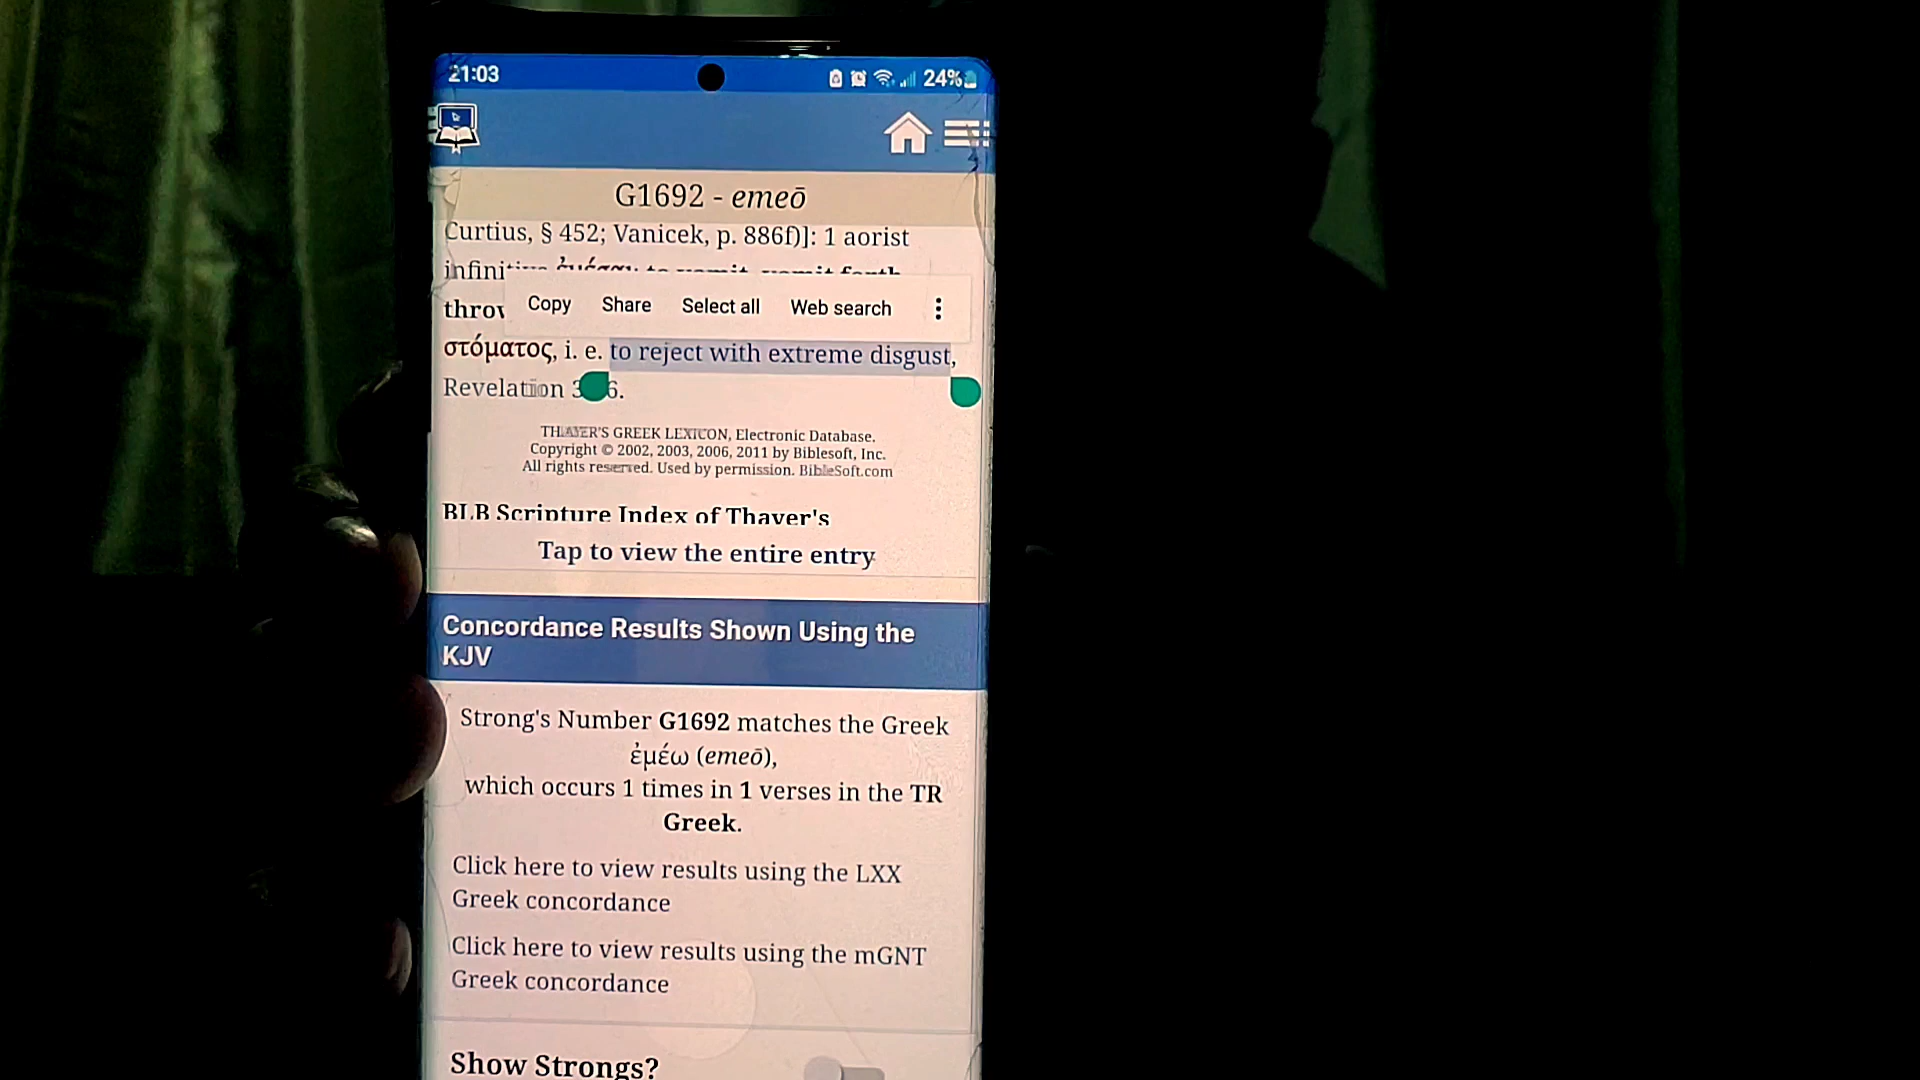 21:03
24%
G1692 - emeō
Curtius, § 452; Vanicek, p. 886f)]: 1 aorist
to vomit, vomit forth
Copy Share Select all Web search
στόματος, i. e. to reject with extreme disgust,
Revelation
THAYER'S GREEK LEXICON, Electronic Database.
Copyright © 2002, 2003, 2006, 2011 by Biblesoft, Inc.
All rights reserved. Used by permission. BibleSoft.com
BLB Scripture Index of Thayer's
Tap to view the entire entry
Concordance Results Shown Using the
KJV
Strong's Number G1692 matches the Greek
ἐμέω (emeō),
which occurs 1 times in 1 verses in the TR
Greek.
Click here to view results using the LXX
Greek concordance
Click here to view results using the mGNT
Greek concordance
Show Strongs?